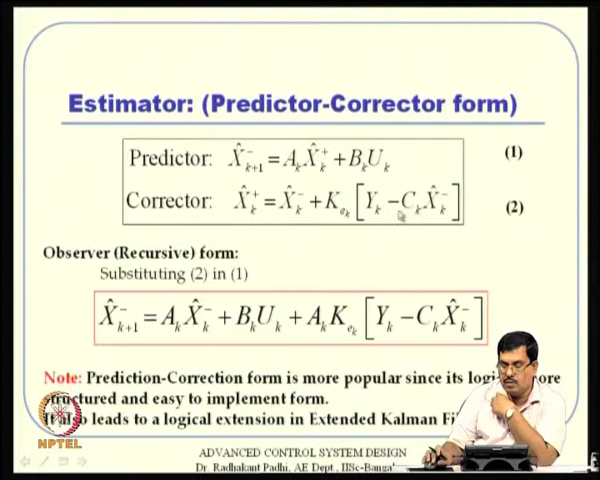 Estimator: (Predictor-Corrector form)
Predictor: X̂⁻ₖ₊₁ = AₖX̂⁺ₖ + BₖUₖ (1)
Corrector: X̂⁺ₖ = X̂⁻ₖ + Kₑₖ [Yₖ − CₖX̂⁻ₖ] (2)
Observer (Recursive) form:
Substituting (2) in (1)
X̂⁻ₖ₊₁ = AₖX̂⁻ₖ + BₖUₖ + AₖKₑₖ [Yₖ − CₖX̂⁻ₖ]
Note: Prediction-Correction form is more popular since its
and easy to implement form.
also leads to a logical extension in Extended Kalman
NPTEL
ADVANCED CONTROL SYSTEM DESIGN
Dr. Radhakant Padhi, AE Dept., IISc-Banga